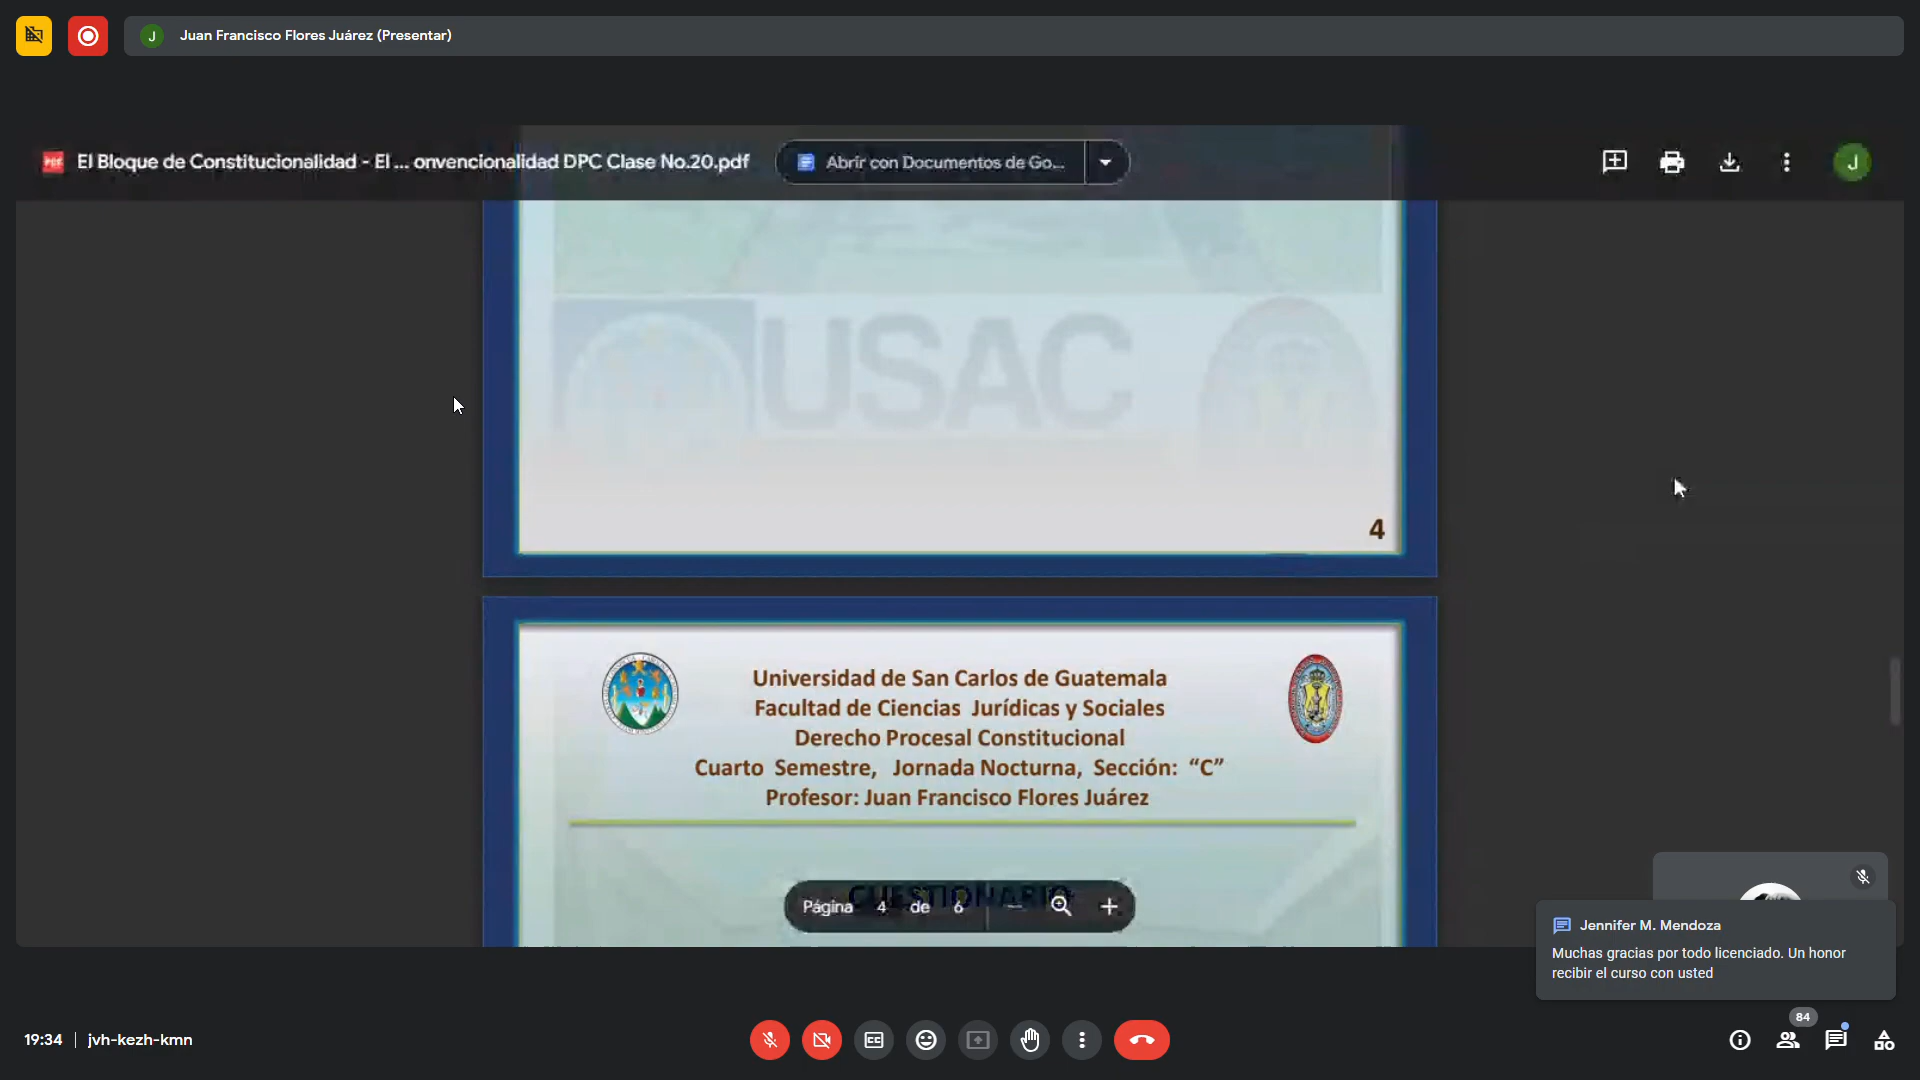 J Juan Francisco Flores Juárez (Presentar)
PDF El Bloque de Constitucionalidad - El ... onvencionalidad DPC Clase No.20.pdf
Abrir con Documentos de Go...
J
USAC
4
Universidad de San Carlos de Guatemala
Facultad de Ciencias Jurídicas y Sociales
Derecho Procesal Constitucional
Cuarto Semestre, Jornada Nocturna, Sección: “C”
Profesor: Juan Francisco Flores Juárez
CUESTIONARIO
Página 4 de 6
Jennifer M. Mendoza
Muchas gracias por todo licenciado. Un honor
recibir el curso con usted
19:34 | jvh-kezh-kmn
84